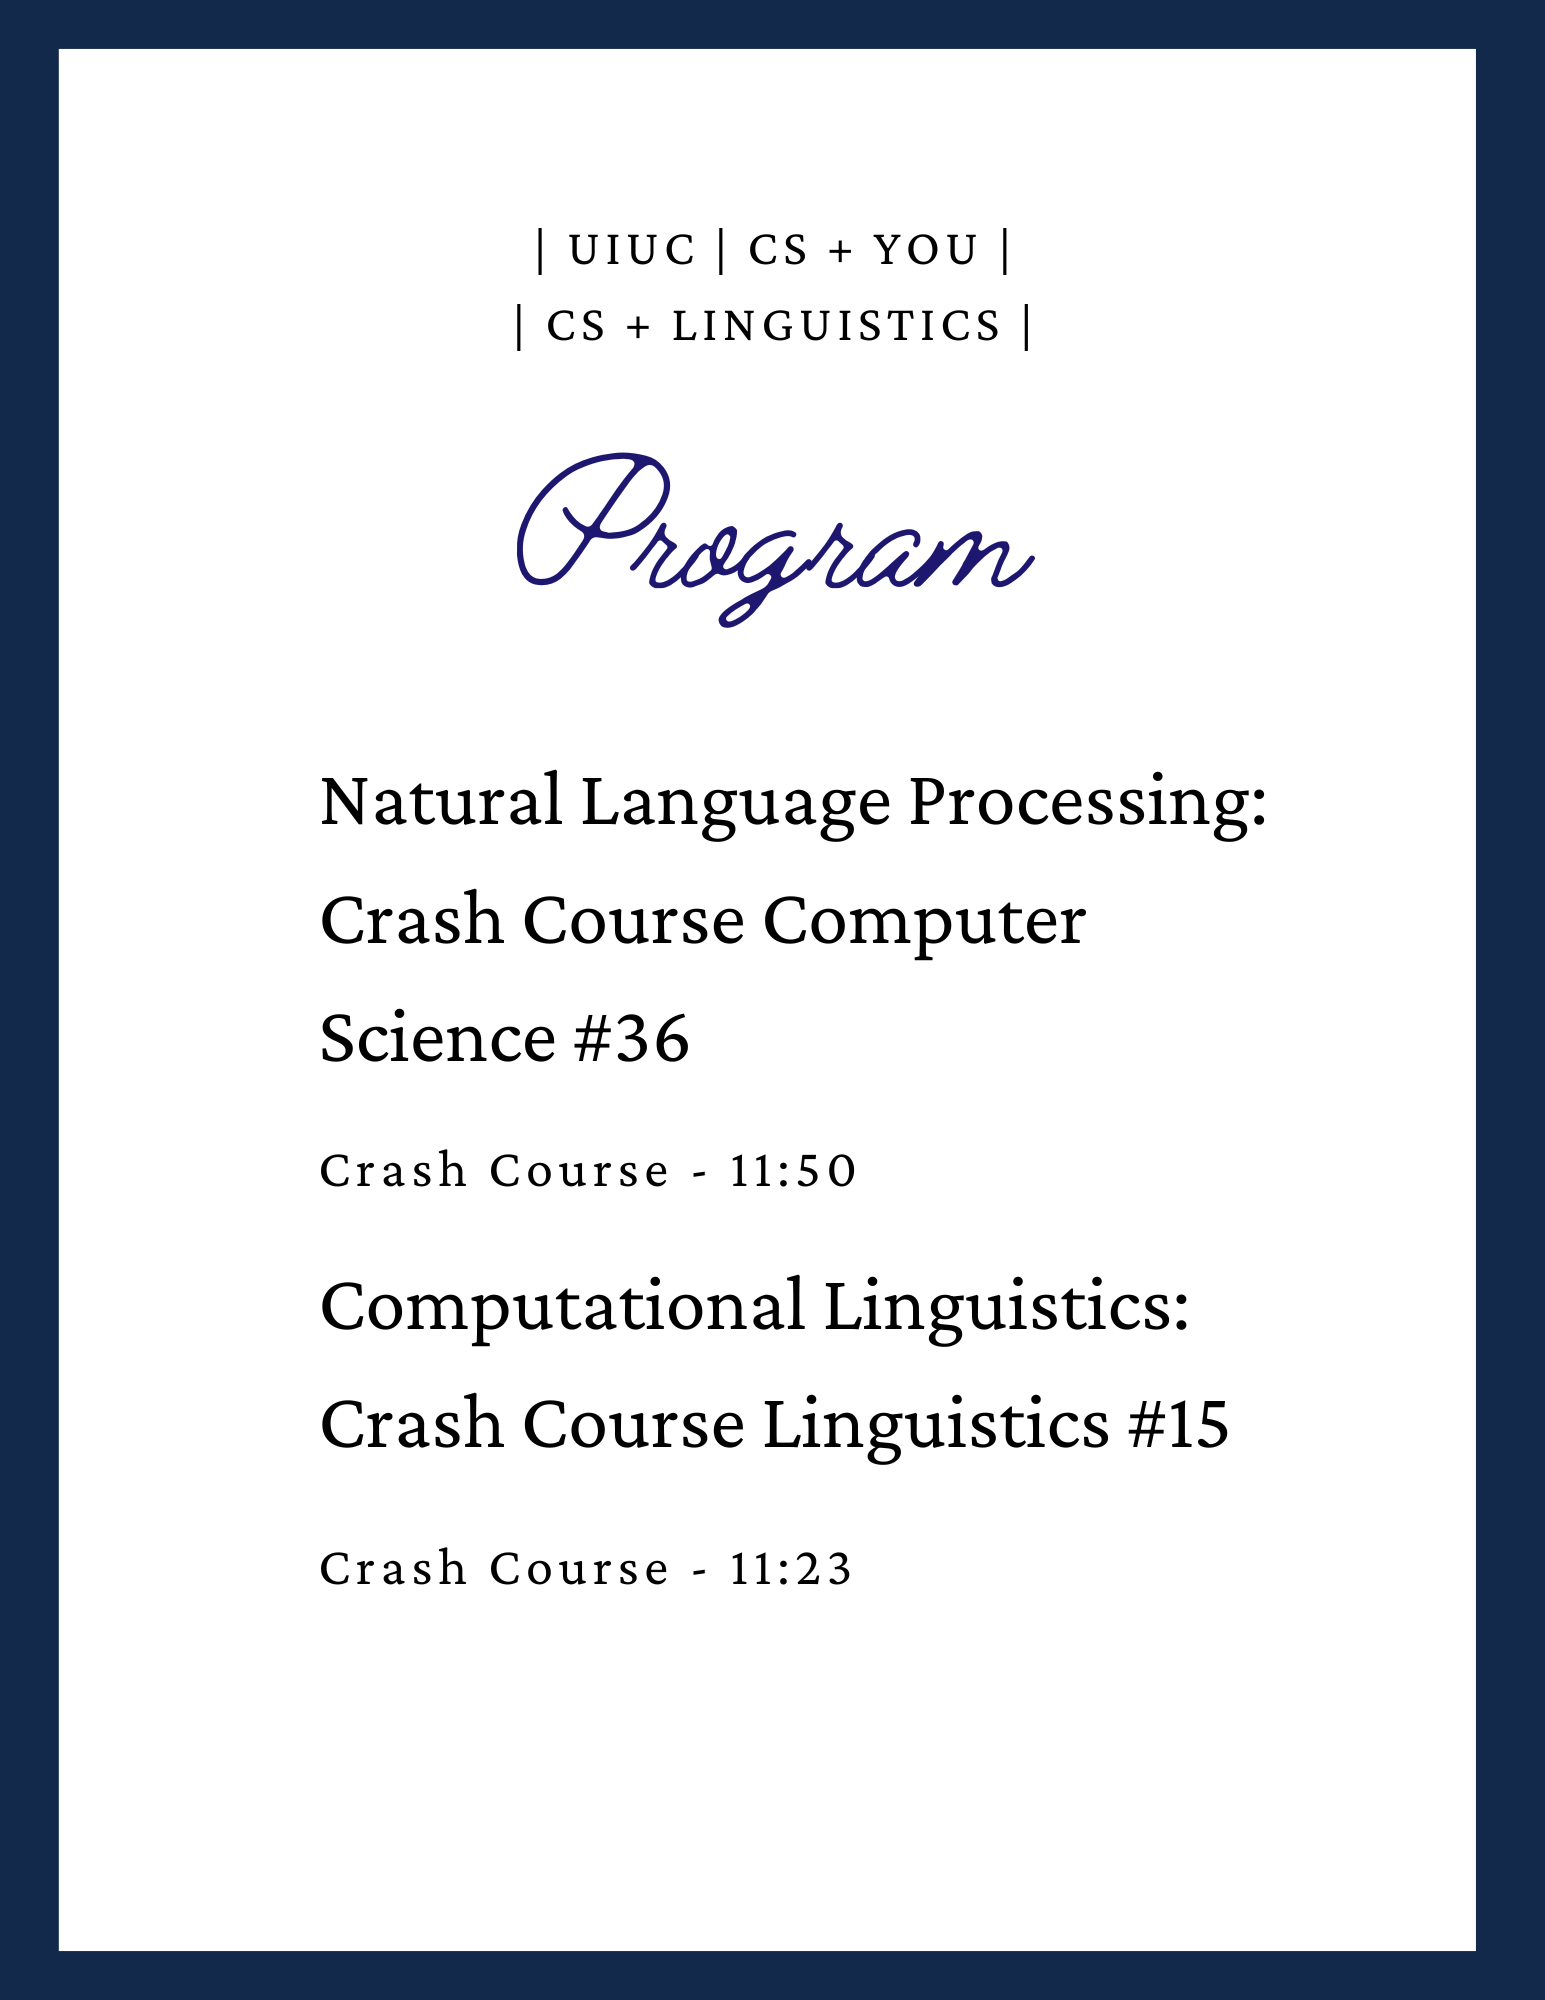 | UIUC | CS + YOU |
| CS + LINGUISTICS |
Program
Natural Language Processing:
Crash Course Computer
Science #36
Crash Course - 11:50
Computational Linguistics:
Crash Course Linguistics #15
Crash Course - 11:23